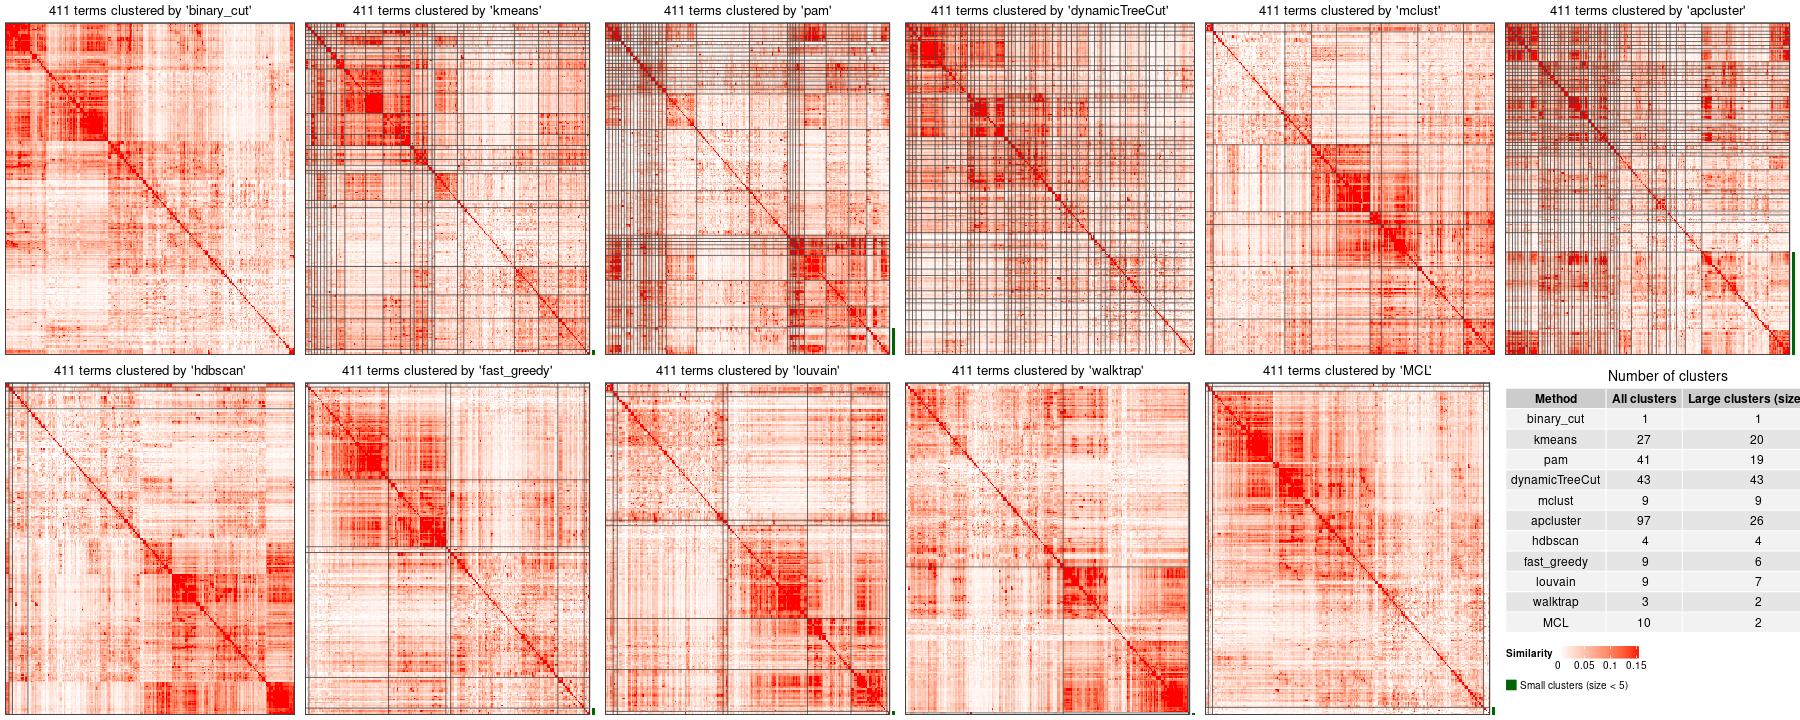 411 terms clustered by 'binary_cut'
411 terms clustered by 'kmeans'
411 terms clustered by 'pam'
411 terms clustered by 'dynamicTreeCut'
411 terms clustered by 'mclust'
411 terms clustered by 'apcluster'
411 terms clustered by 'hdbscan'
411 terms clustered by 'fast_greedy'
411 terms clustered by 'louvain'
411 terms clustered by 'walktrap'
411 terms clustered by 'MCL'
Number of clusters
Method All clusters Large clusters (size
binary_cut 1 1
kmeans 27 20
pam 41 19
dynamicTreeCut 43 43
mclust 9 9
apcluster 97 26
hdbscan 4 4
fast_greedy 9 6
louvain 9 7
walktrap 3 2
MCL 10 2
Similarity
0 0.05 0.1 0.15
Small clusters (size < 5)